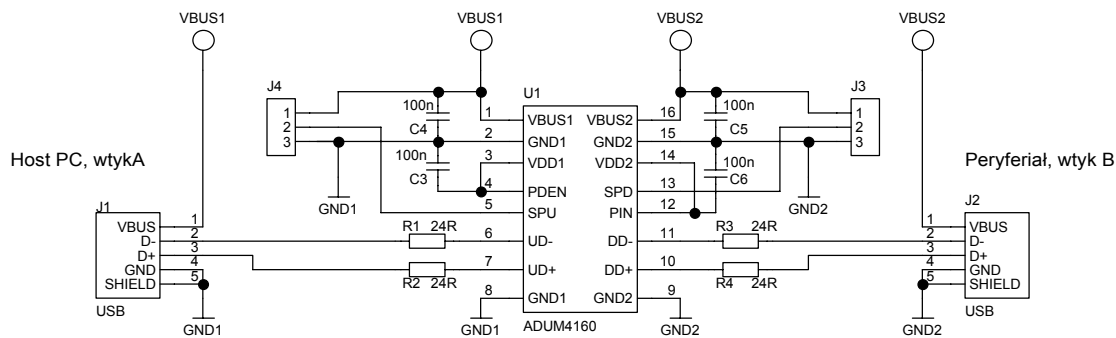 VBUS1
VBUS1
VBUS2
VBUS2
J4
U1
J3
1
2
3
100n
C4
100n
C3
1
2
3
4
5
6
7
8
VBUS1
GND1
VDD1
PDEN
SPU
UD-
UD+
GND1
VBUS2
GND2
VDD2
SPD
PIN
DD-
DD+
GND2
16
15
14
13
12
11
10
9
100n
C5
100n
C6
1
2
3
Host PC, wtykA
Peryferiał, wtyk B
GND1
GND2
J1
VBUS
D-
D+
GND
SHIELD
1
2
3
4
5
USB
R1 24R
R2 24R
R3 24R
R4 24R
J2
1
2
3
4
5
VBUS
D-
D+
GND
SHIELD
USB
GND1
GND1
ADUM4160
GND2
GND2